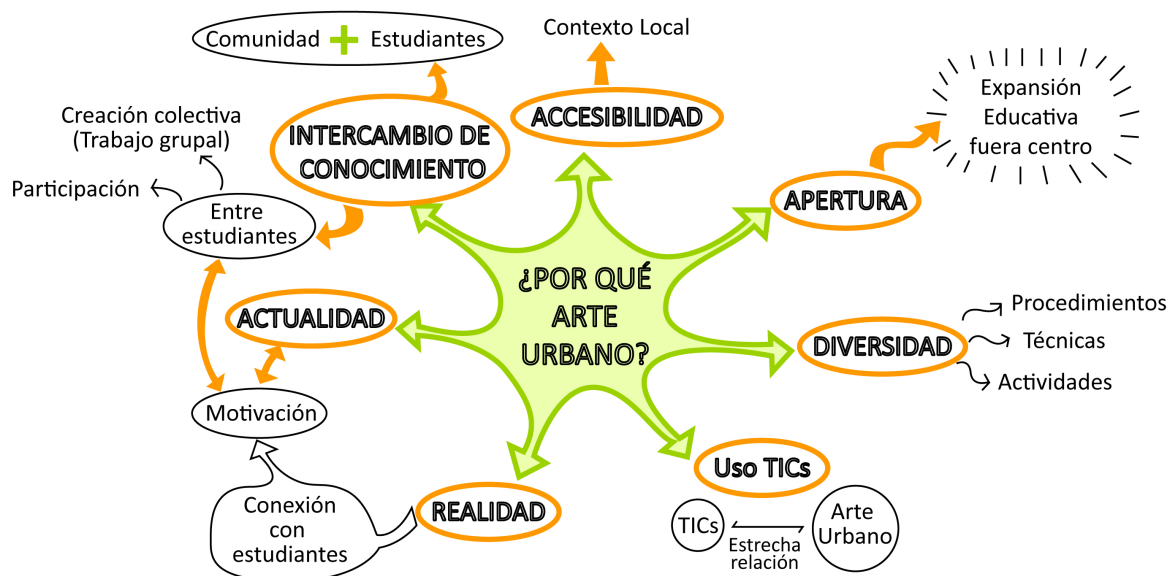 Comunidad + Estudiantes
Contexto Local
ACCESIBILIDAD
INTERCAMBIO DE
CONOCIMIENTO
Creación colectiva
(Trabajo grupal)
Participación
Entre
estudiantes
Expansión
Educativa
fuera centro
APERTURA
¿POR QUÉ
ARTE
URBANO?
ACTUALIDAD
DIVERSIDAD
Procedimientos
Técnicas
Actividades
Motivación
Conexión
con
estudiantes
REALIDAD
Uso TICs
TICs
Estrecha
relación
Arte
Urbano